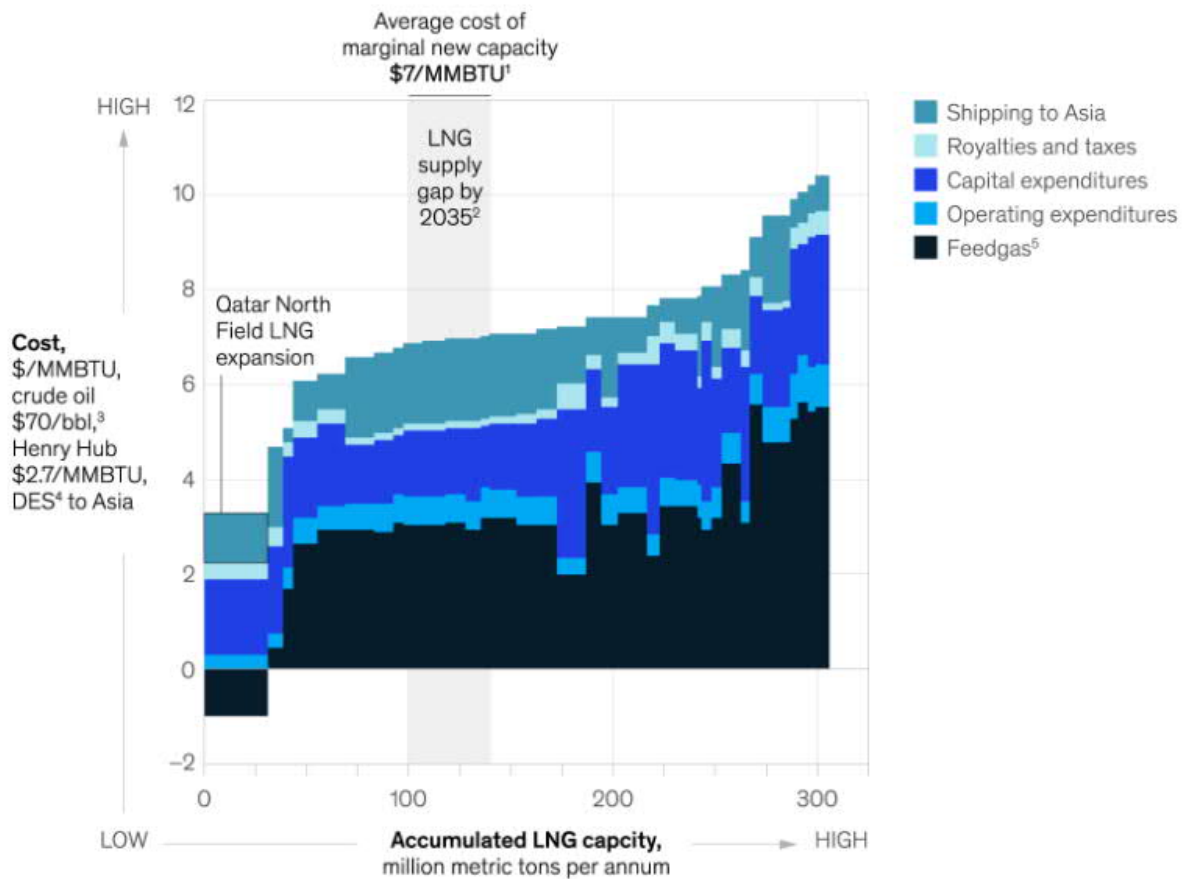 Average cost of
marginal new capacity
$7/MMBTU¹
HIGH
12
10
8
6
4
2
0
−2
LNG
supply
gap by
2035²
Qatar North
Field LNG
expansion
Cost,
$/MMBTU,
crude oil
$70/bbl,³
Henry Hub
$2.7/MMBTU,
DES⁴ to Asia
Shipping to Asia
Royalties and taxes
Capital expenditures
Operating expenditures
Feedgas⁵
0 100 200 300
LOW Accumulated LNG capcity, HIGH
million metric tons per annum